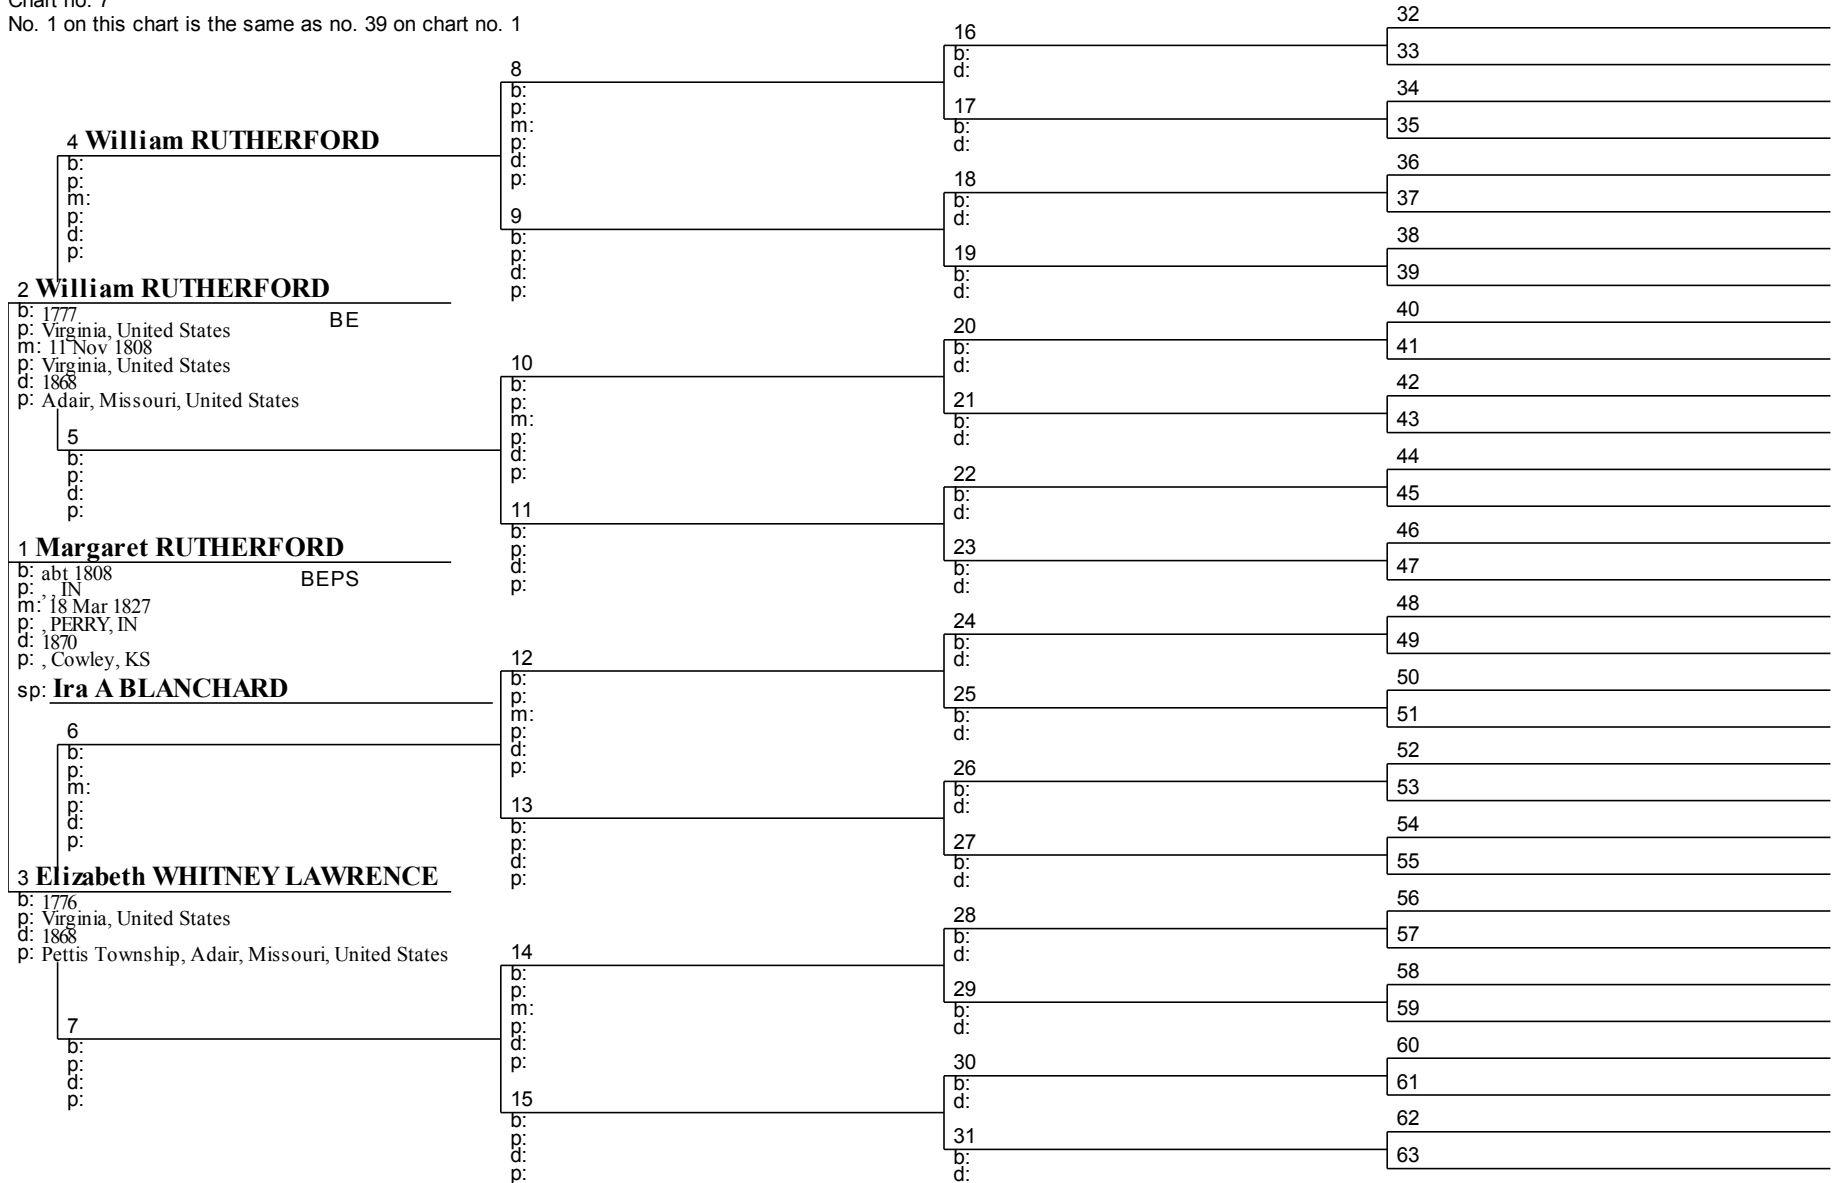 Chart no. 7
No. 1 on this chart is the same as no. 39 on chart no. 1
4 William RUTHERFORD
b:
p:
m:
p:
d:
p:
2 William RUTHERFORD
b: 1777
BE
p: Virginia, United States
m: 11 Nov 1808
p: Virginia, United States
d: 1868
p: Adair, Missouri, United States
5
b:
p:
d:
p:
1 Margaret RUTHERFORD
b: abt 1808
BEPS
p: , , IN
m: 18 Mar 1827
p: , PERRY, IN
d: 1870
p: , Cowley, KS
sp: Ira A BLANCHARD
6
b:
p:
m:
p:
d:
p:
3 Elizabeth WHITNEY LAWRENCE
b: 1776
p: Virginia, United States
d: 1868
p: Pettis Township, Adair, Missouri, United States
7
b:
p:
d:
p:
8
b:
p:
m:
p:
d:
p:
9
b:
p:
d:
p:
10
b:
p:
m:
p:
d:
p:
11
b:
p:
d:
p:
12
b:
p:
m:
p:
d:
p:
13
b:
p:
d:
p:
14
b:
p:
m:
p:
d:
p:
15
b:
p:
d:
p:
16
b:
d:
17
b:
d:
18
b:
d:
19
b:
d:
20
b:
d:
21
b:
d:
22
b:
d:
23
b:
d:
24
b:
d:
25
b:
d:
26
b:
d:
27
b:
d:
28
b:
d:
29
b:
d:
30
b:
d:
31
b:
d:
32
33
34
35
36
37
38
39
40
41
42
43
44
45
46
47
48
49
50
51
52
53
54
55
56
57
58
59
60
61
62
63